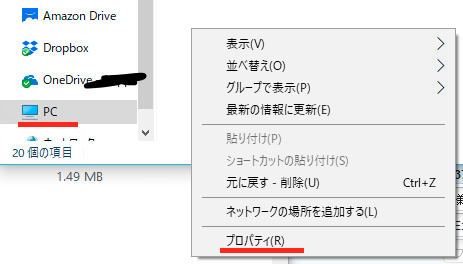 Amazon Drive
Dropbox
OneDrive
PC
20 個の項目
1.49 MB
表示(V)
並べ替え(O)
グループで表示(P)
最新の情報に更新(E)
貼り付け(P)
ショートカットの貼り付け(S)
元に戻す - 削除(U) Ctrl+Z
ネットワークの場所を追加する(L)
プロパティ(R)